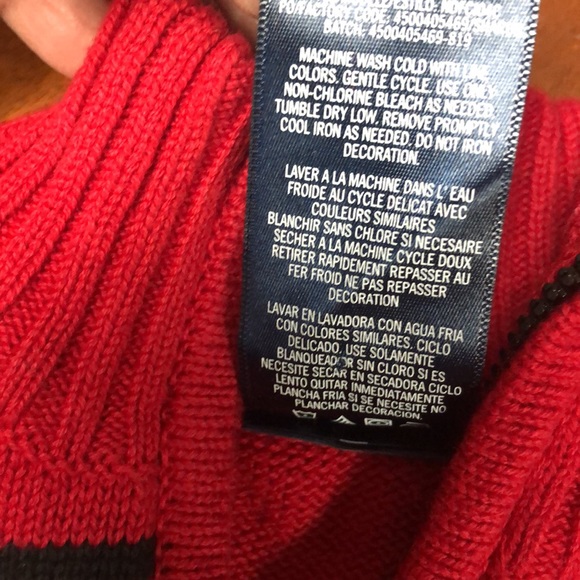 PO/FACTORY CODE: 4500405469
BATCH: 4500405469-819
MACHINE WASH COLD WITH LIKE
COLORS. GENTLE CYCLE. USE ONLY
NON-CHLORINE BLEACH AS NEEDED.
TUMBLE DRY LOW. REMOVE PROMPTLY
COOL IRON AS NEEDED. DO NOT IRON
DECORATION.
LAVER A LA MACHINE DANS L' EAU
FROIDE AU CYCLE DELICAT AVEC
COULEURS SIMILAIRES
BLANCHIR SANS CHLORE SI NECESSAIRE
SECHER A LA MACHINE CYCLE DOUX
RETIRER RAPIDEMENT REPASSER AU
FER FROID NE PAS REPASSER
DECORATION
LAVAR EN LAVADORA CON AGUA FRIA
CON COLORES SIMILARES. CICLO
DELICADO. USE SOLAMENTE
BLANQUEADOR SIN CLORO SI ES
NECESITE SECAR EN SECADORA CICLO
LENTO QUITAR IMMEDIATAMENTE
PLANCHA FRIA SI SE NECESITE NO
PLANCHAR DECORACION.